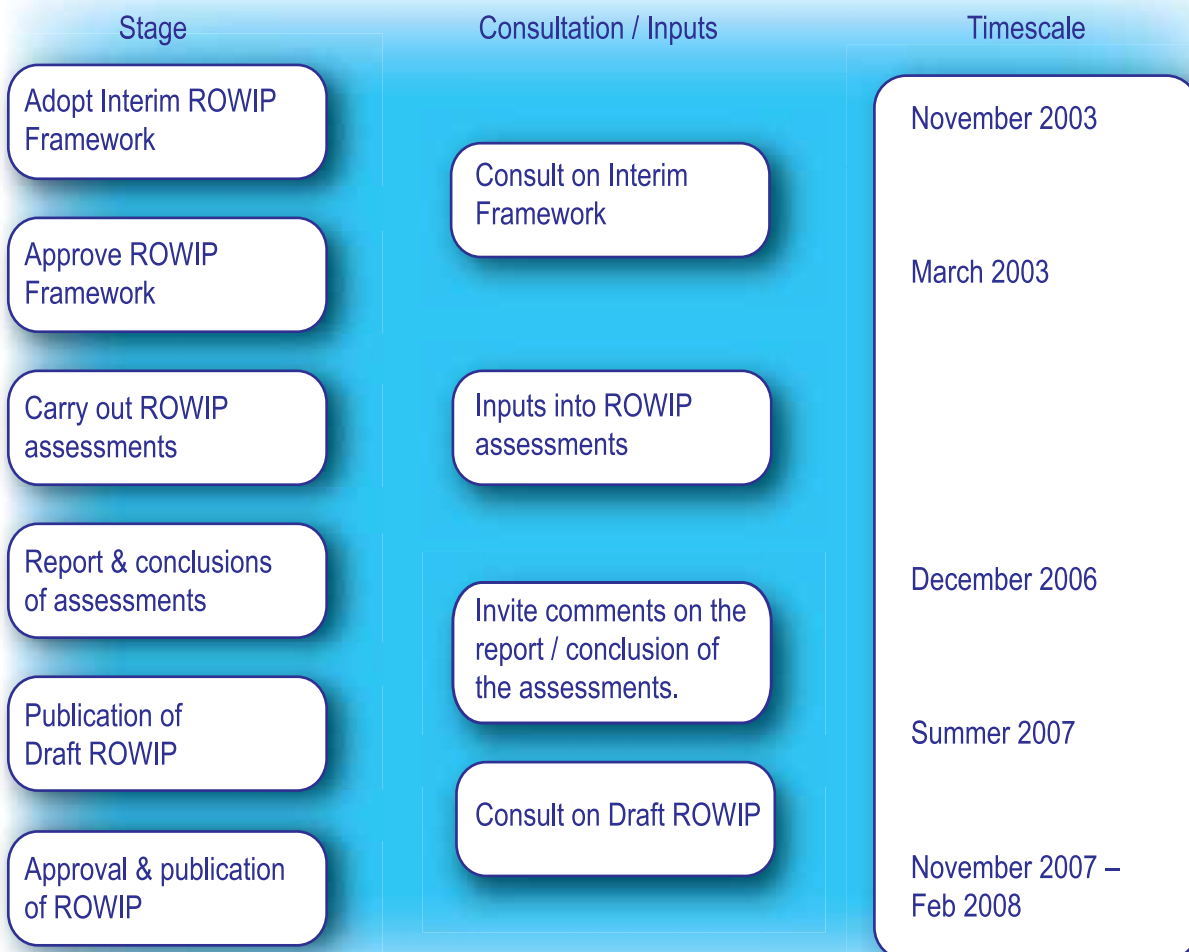 Stage
Consultation / Inputs
Timescale
Adopt Interim ROWIP
Framework
Approve ROWIP
Framework
Carry out ROWIP
assessments
Report & conclusions
of assessments
Publication of
Draft ROWIP
Approval & publication
of ROWIP
Consult on Interim
Framework
Inputs into ROWIP
assessments
Invite comments on the
report / conclusion of
the assessments.
Consult on Draft ROWIP
November 2003
March 2003
December 2006
Summer 2007
November 2007 –
Feb 2008